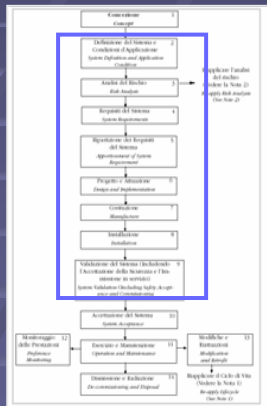 Concezione 1
Concept
Definizione del Sistema e 2
Condizioni d'Applicazione
System Definition and Application
Condition
Analisi del Rischio 3
Risk Analysis
Riapplicare l'analisi
del rischio
(vedere la Nota 2)
Re-apply Risk Analysis
(See Note 2)
Requisiti del Sistema 4
System Requirements
Ripartizione dei Requisiti 5
del Sistema
Apportionment of System
Requirement
Progetto e Attuazione 6
Design and Implementation
Costruzione 7
Manufacture
Installazione 8
Installation
Validazione del Sistema (Includendo 9
l'Accettazione della Sicurezza e l'Im-
missione in servizio)
System Validation (Including Safety Accept-
ance and Commissioning)
Accettazione del Sistema 10
System Acceptance
Monitoraggio 12
delle Prestazioni
Performance
Monitoring
Esercizio e Manutenzione 11
Operation and Maintenance
Modifiche e 13
Modification
and Retrofit
Dismissione e 14
De-commissioning and Disposal
Riapplicare il Ciclo di Vita
(Vedere la Nota 1)
Re-apply Lifecycle
(See Note 1)